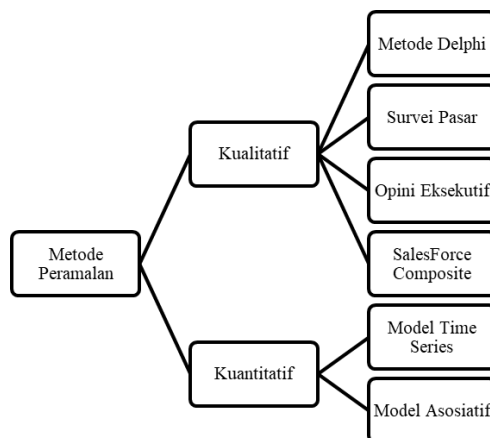 Metode
Peramalan
Kualitatif
Metode Delphi
Survei Pasar
Opini Eksekutif
SalesForce
Composite
Kuantitatif
Model Time
Series
Model Asosiatif